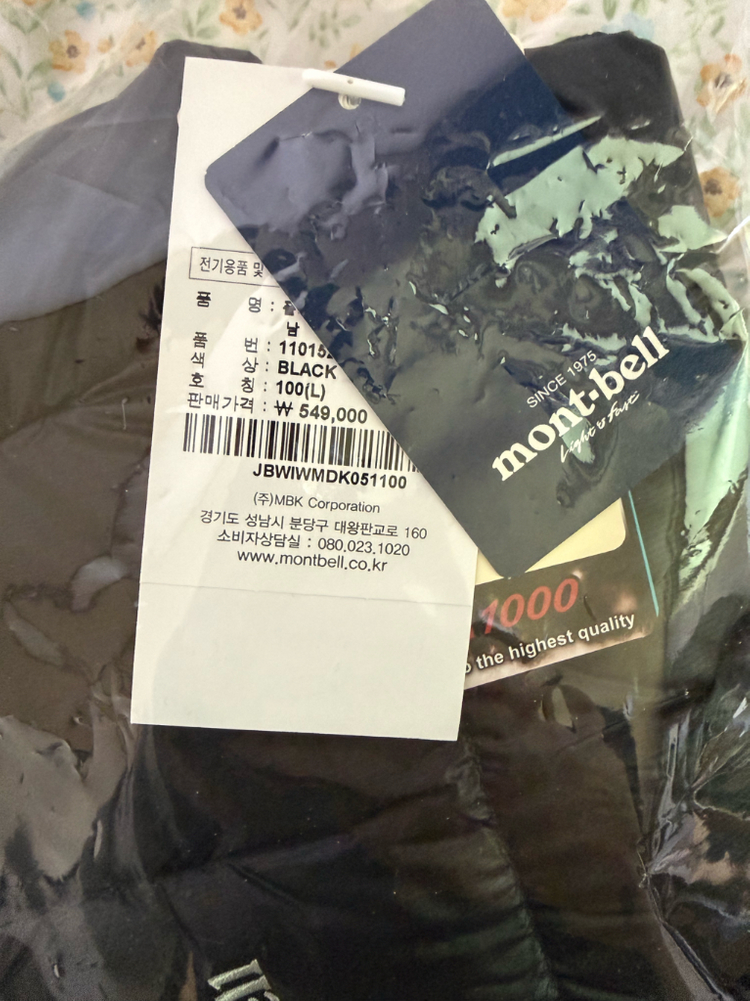 전기용품 및
품 명 :
남
품 번 : 110152
색 상 : BLACK
호 칭 : 100(L)
판매가격 : ₩ 549,000
JBWIWMDK051100
(주)MBK Corporation
경기도 성남시 분당구 대왕판교로 160
소비자상담실 : 080.023.1020
www.montbell.co.kr
SINCE 1975
mont-bell
Light & Fast
1000
the highest quality